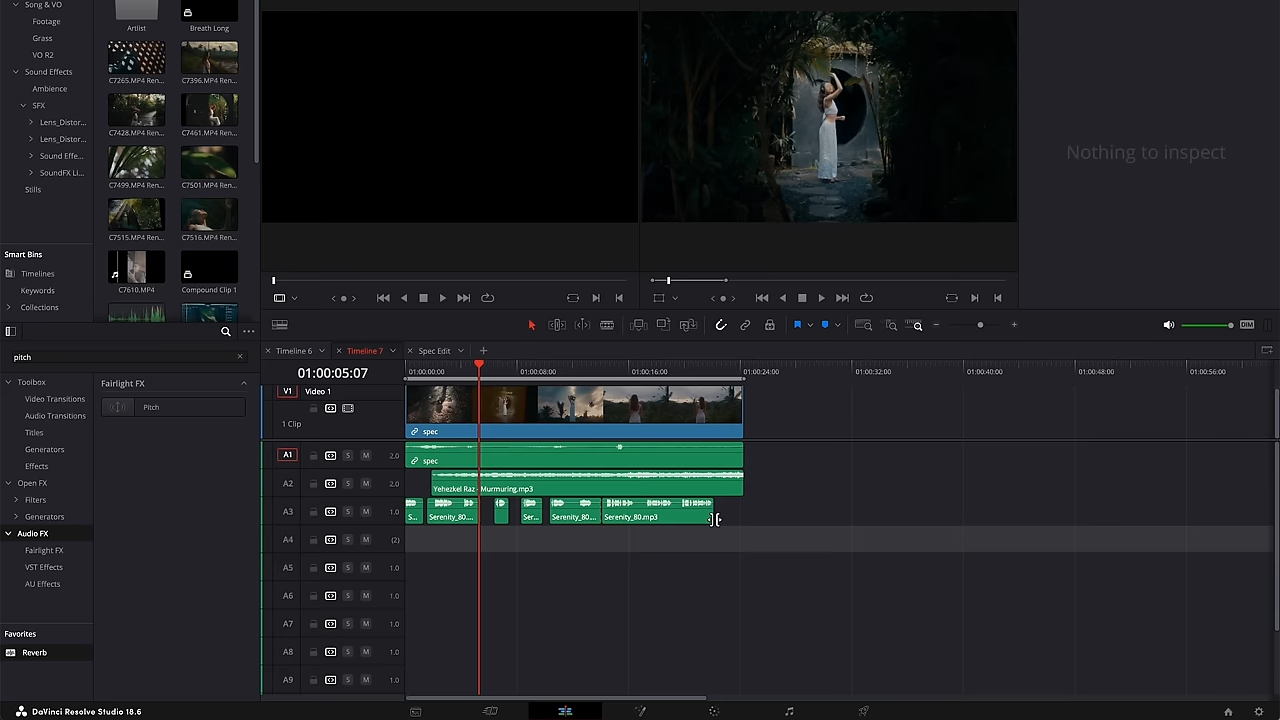 Song & VO
Footage
Grass
VO R2
Sound Effects
Ambience
SFX
Lens_Distor...
Lens_Distor...
Sound Effe...
SoundFX Li...
Stills
Smart Bins
Timelines
Keywords
Collections
Artlist
Breath Long
C7265.MP4 Ren...
C7396.MP4 Ren...
C7428.MP4 Ren...
C7461.MP4 Ren...
C7499.MP4 Ren...
C7501.MP4 Ren...
C7515.MP4 Ren...
C7516.MP4 Ren...
C7610.MP4
Compound Clip 1
Nothing to inspect
DIM
pitch
Toolbox
Video Transitions
Audio Transitions
Titles
Generators
Effects
Open FX
Filters
Generators
Audio FX
Fairlight FX
VST Effects
AU Effects
Favorites
Reverb
Fairlight FX
Pitch
Timeline 6
Timeline 7
Spec Edit
01:00:05:07
01:00:00:00
01:00:08:00
01:00:16:00
01:00:24:00
01:00:32:00
01:00:40:00
01:00:48:00
01:00:56:00
V1 Video 1
1 Clip
spec
A1 S M 2.0
spec
A2 S M 2.0
Yehezkel Raz - Murmuring.mp3
A3 S M 1.0
S...
Serenity_80....
Ser...
Serenity_80....
Serenity_80.mp3
A4 S M (2)
A5 S M 1.0
A6 S M 1.0
A7 S M 1.0
A8 S M 1.0
A9 S M 1.0
DaVinci Resolve Studio 18.6